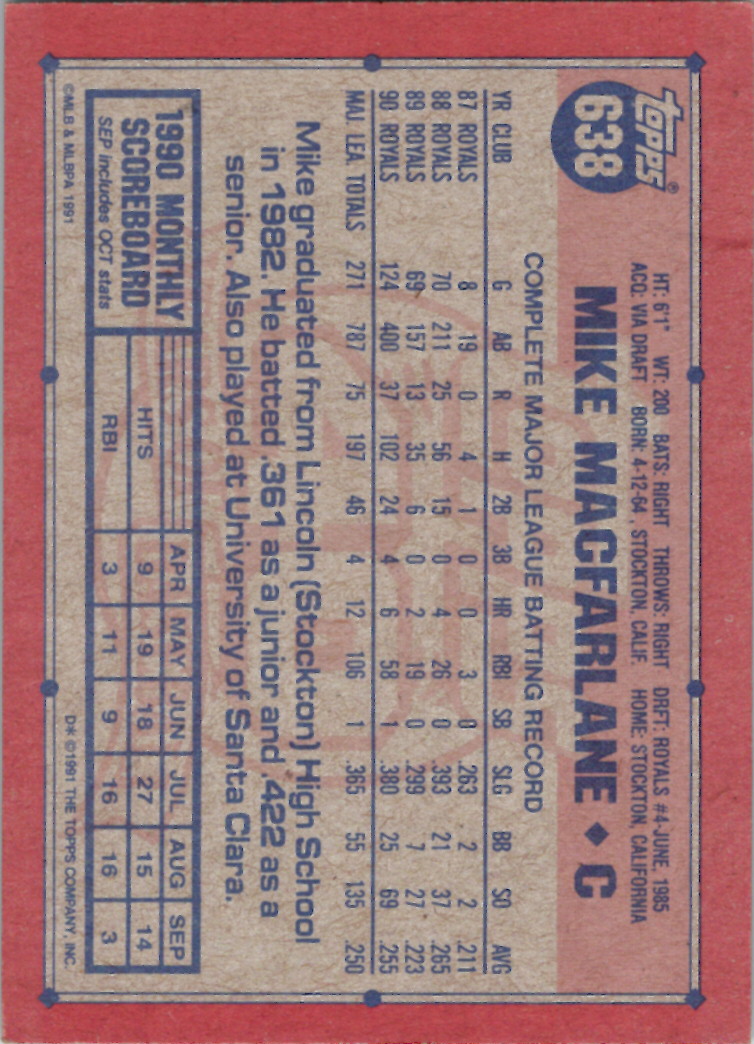 topps®
638
HT: 6'1" WT: 200 BATS: RIGHT THROWS: RIGHT DRFT: ROYALS #4-JUNE, 1985
ACQ: VIA DRAFT BORN: 4-12-64, STOCKTON, CALIF. HOME: STOCKTON, CALIFORNIA
MIKE MACFARLANE ♦ C
COMPLETE MAJOR LEAGUE BATTING RECORD
YR CLUB G AB R H 2B 3B HR RBI SB SLG BB SO AVG
87 ROYALS 8 19 0 4 1 0 0 3 0 .263 2 2 .211
88 ROYALS 70 211 25 56 15 0 4 26 0 .393 21 37 .265
89 ROYALS 69 157 13 35 6 0 2 19 0 .299 7 27 .223
90 ROYALS 124 400 37 102 24 4 6 58 1 .380 25 69 .255
MAJ. LEA. TOTALS 271 787 75 197 46 4 12 106 1 .365 55 135 .250
Mike graduated from Lincoln (Stockton) High School
in 1982. He batted .361 as a junior and .422 as a
senior. Also played at University of Santa Clara.
1990 MONTHLY
SCOREBOARD
SEP includes OCT stats
APR MAY JUN JUL AUG SEP
HITS 9 19 18 27 15 14
RBI 3 11 9 16 16 3
©MLB & MLBPA 1991
D* ©1991 THE TOPPS COMPANY, INC.